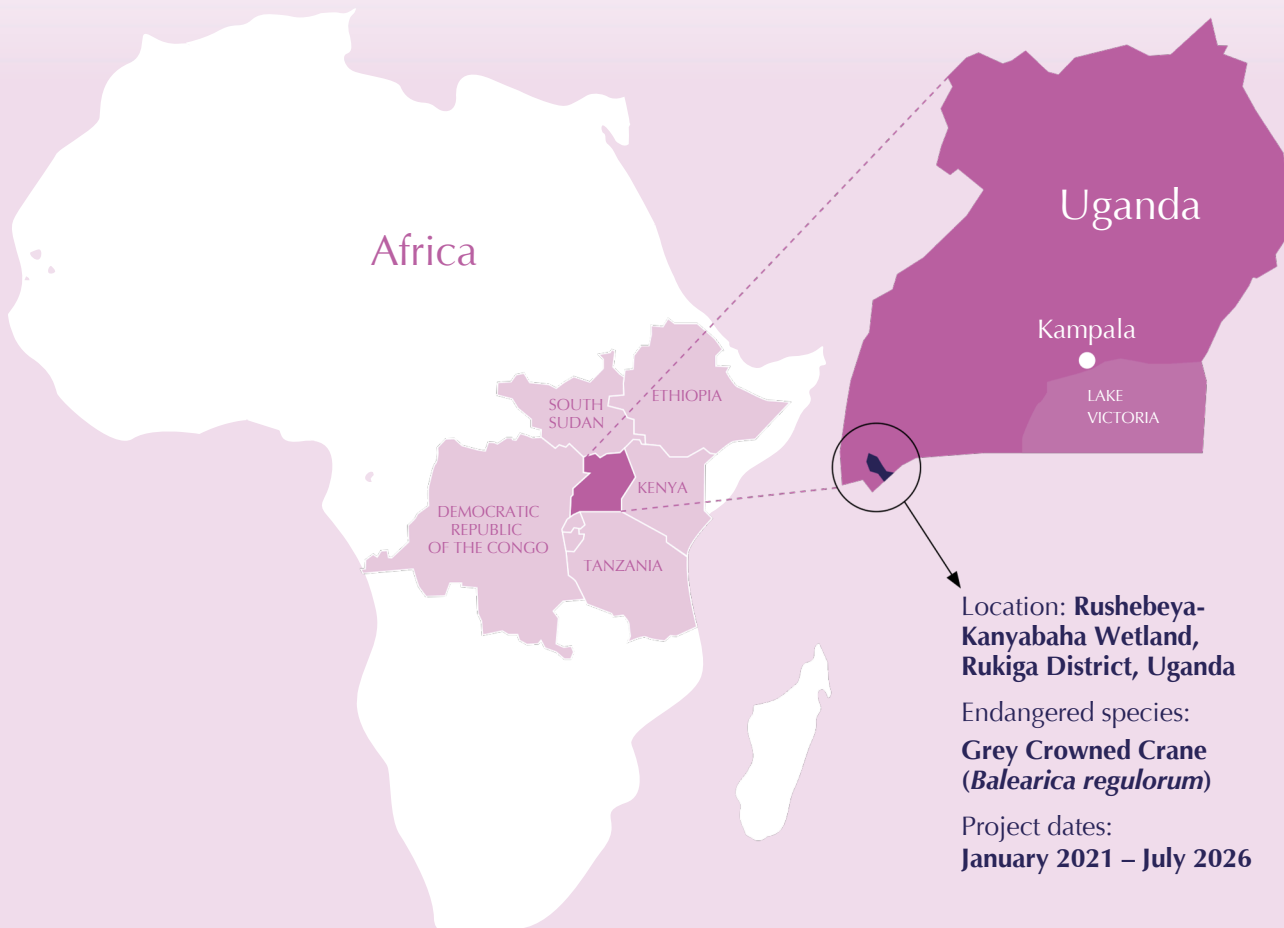 Africa
SOUTH
SUDAN
ETHIOPIA
DEMOCRATIC
REPUBLIC
OF THE CONGO
KENYA
TANZANIA
Uganda
Kampala
LAKE
VICTORIA
Location: Rushebeya-
Kanyabaha Wetland,
Rukiga District, Uganda
Endangered species:
Grey Crowned Crane
(Balearica regulorum)
Project dates:
January 2021 – July 2026